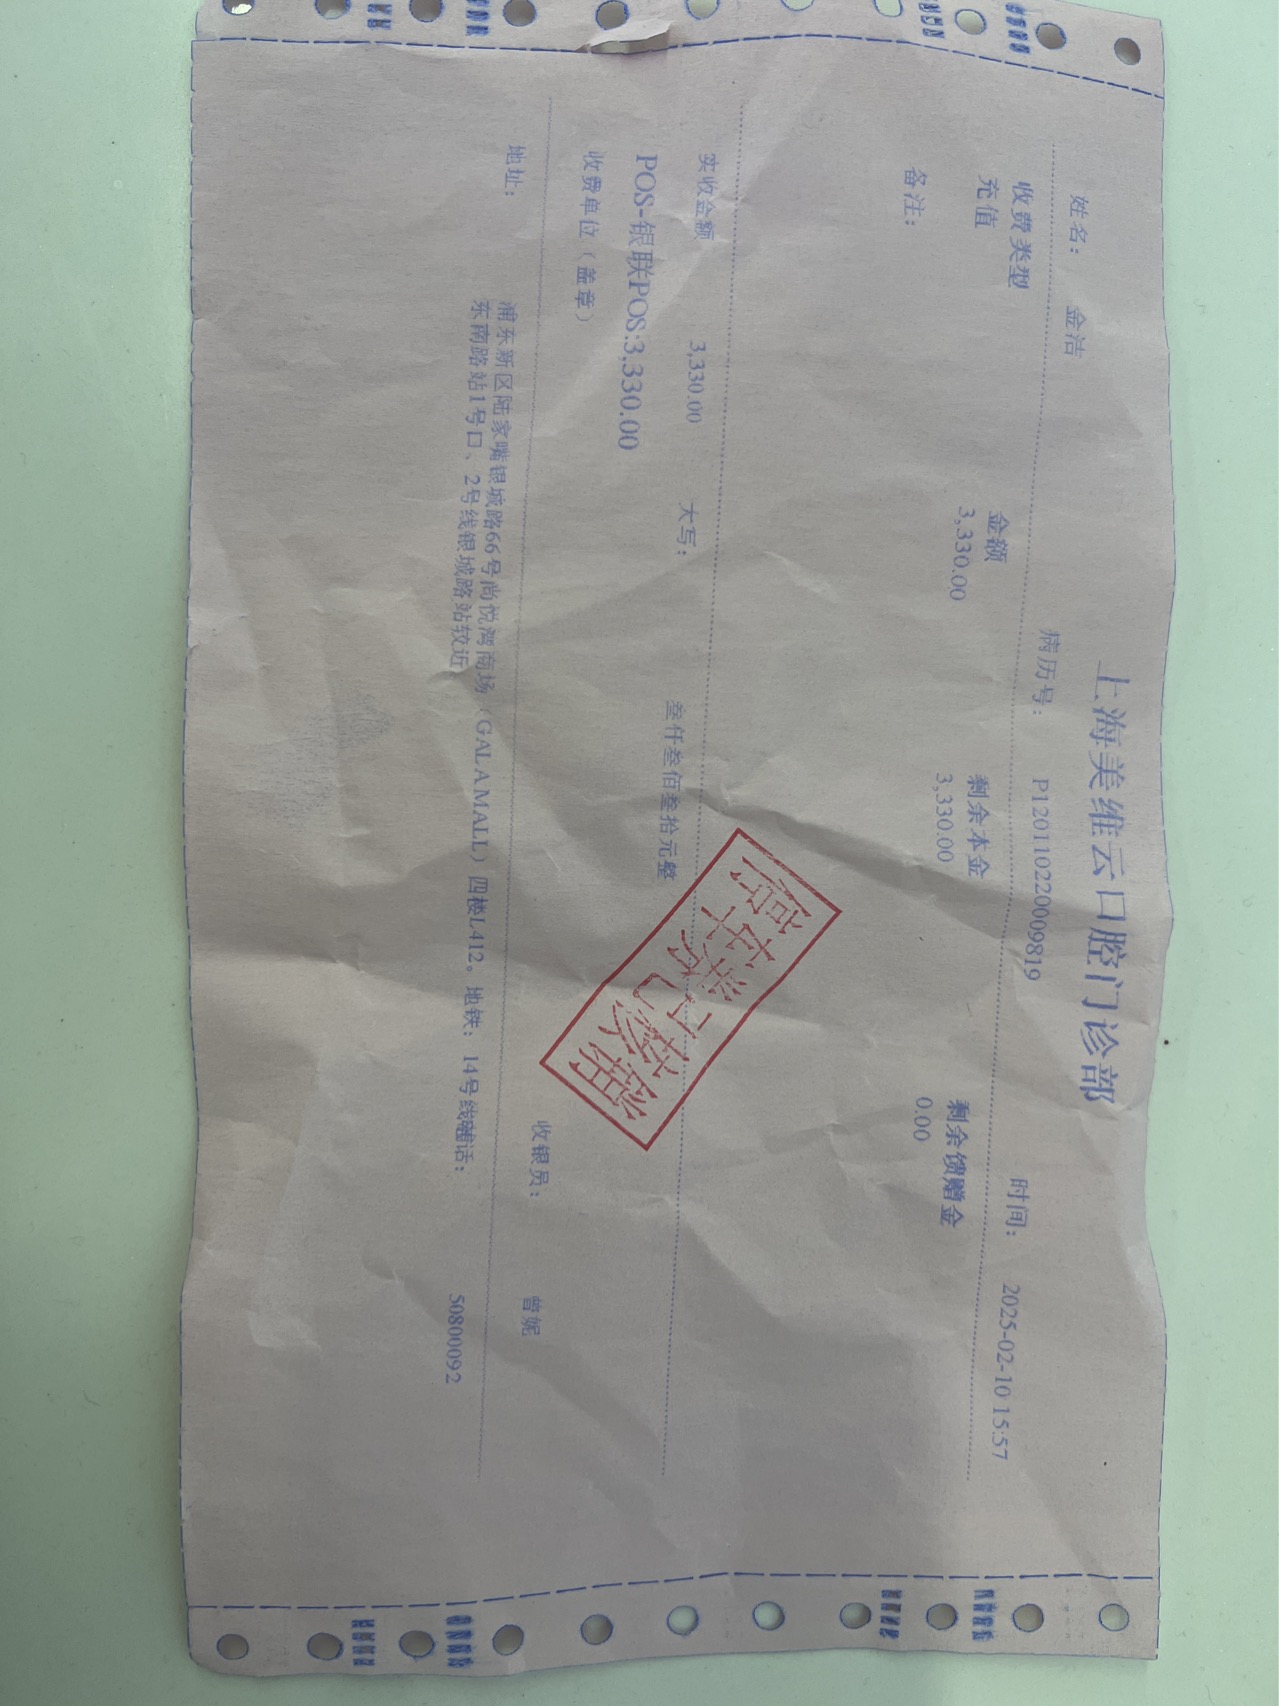 上海美维云口腔门诊部
姓名： 金洁 病历号： P120110220009819 时间： 2025-02-10 15:57
收费类型 金额 剩余本金 剩余馈赠金
充值 3,330.00 3,330.00 0.00
备注：
实收金额 3,330.00 大写： 叁仟叁佰叁拾元整
POS-银联POS:3,330.00
收费单位（盖章） 收银员： 曾妮
地址： 浦东新区陆家嘴银城路66号尚悦湾商场（GALAMALL）四楼L412。地铁：14号线 电话： 50800092
东南路站1号口、2号线银城路站较近
停车券已核销